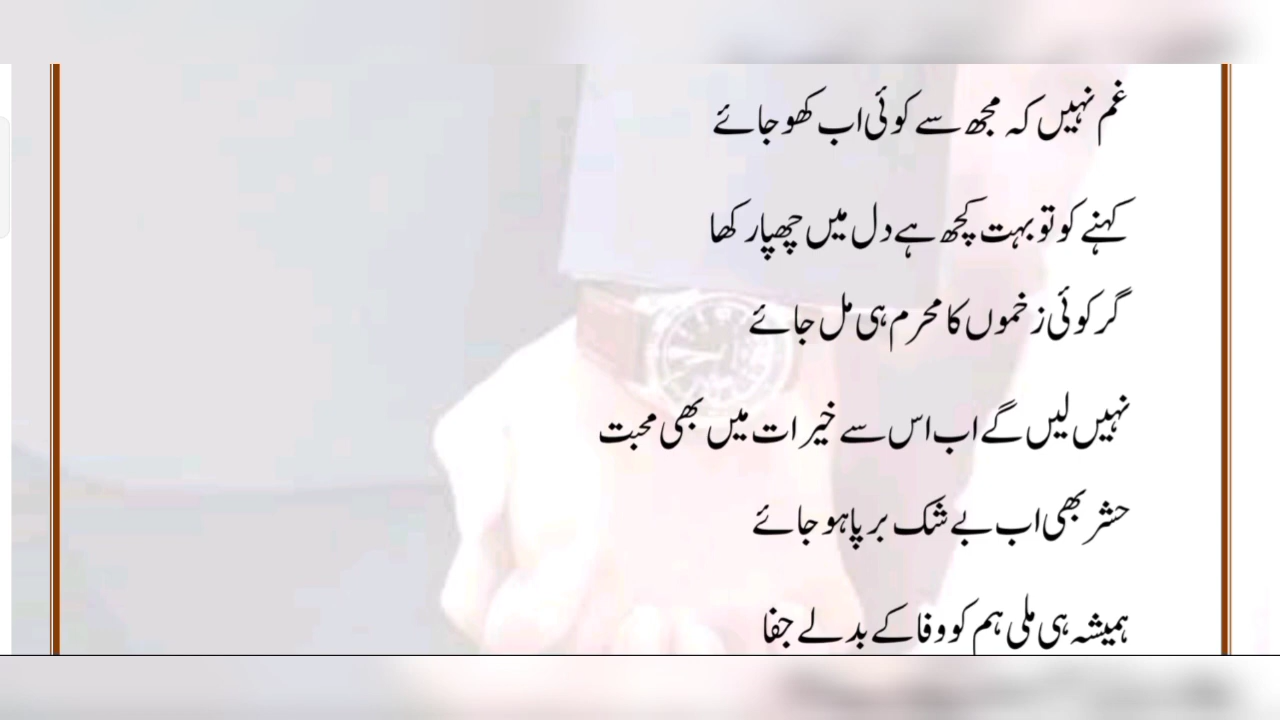 غم نہیں کہ مجھ سے کوئی اب کھو جائے
کہنے کو تو بہت کچھ ہے دل میں چھپا رکھا
گر کوئی زخموں کا محرم ہی مل جائے
نہیں لیں گے اب اس سے خیرات میں بھی محبت
حشر بھی اب بے شک برپا ہو جائے
ہمیشہ ہی ملی ہم کو وفا کے بدلے جفا